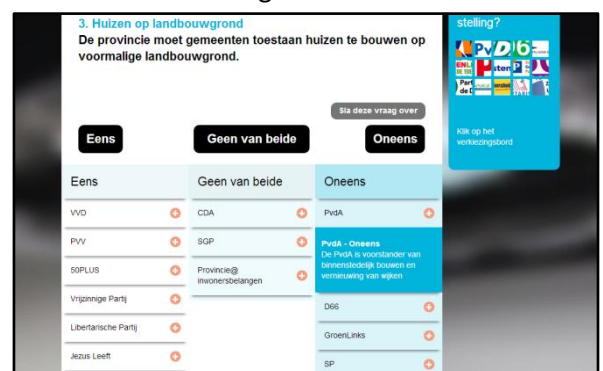 3. Huizen op landbouwgrond
De provincie moet gemeenten toestaan huizen te bouwen op
voormalige landbouwgrond.
stelling?
PvD
Sla deze vraag over
Eens
Geen van beide
Oneens
Klik op het
verkiezingsbord
Eens
Geen van beide
Oneens
VVD
CDA
PvdA
PVV
SGP
PvdA - Oneens
De PvdA is voorstander van
binnenstedelijk bouwen en
vernieuwing van wijken
50PLUS
Provincie@
inwonersbelangen
Vrijzinnige Partij
D66
Libertarische Partij
GroenLinks
Jezus Leeft
SP